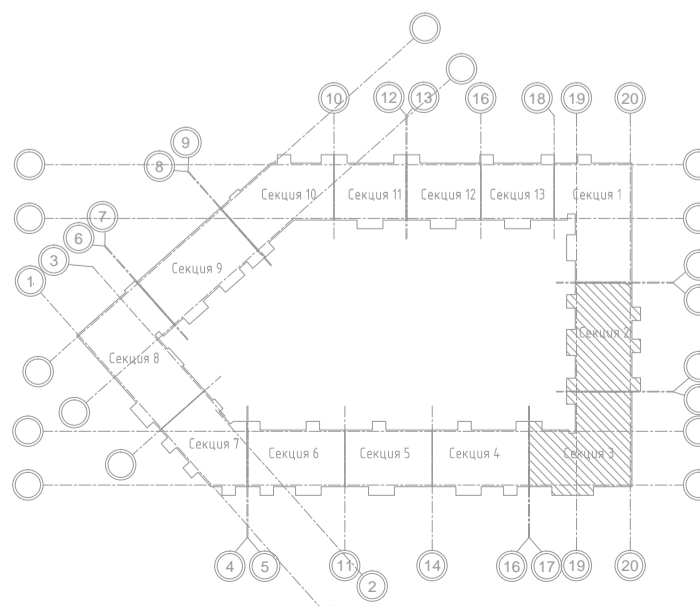 10
12
13
16
18
19
20
9
8
7
6
3
1
Секция 10
Секция 11
Секция 12
Секция 13
Секция 1
Секция 9
Секция 2
Секция 8
Секция 7
Секция 6
Секция 5
Секция 4
Секция 3
4
5
11
2
14
16
17
19
20